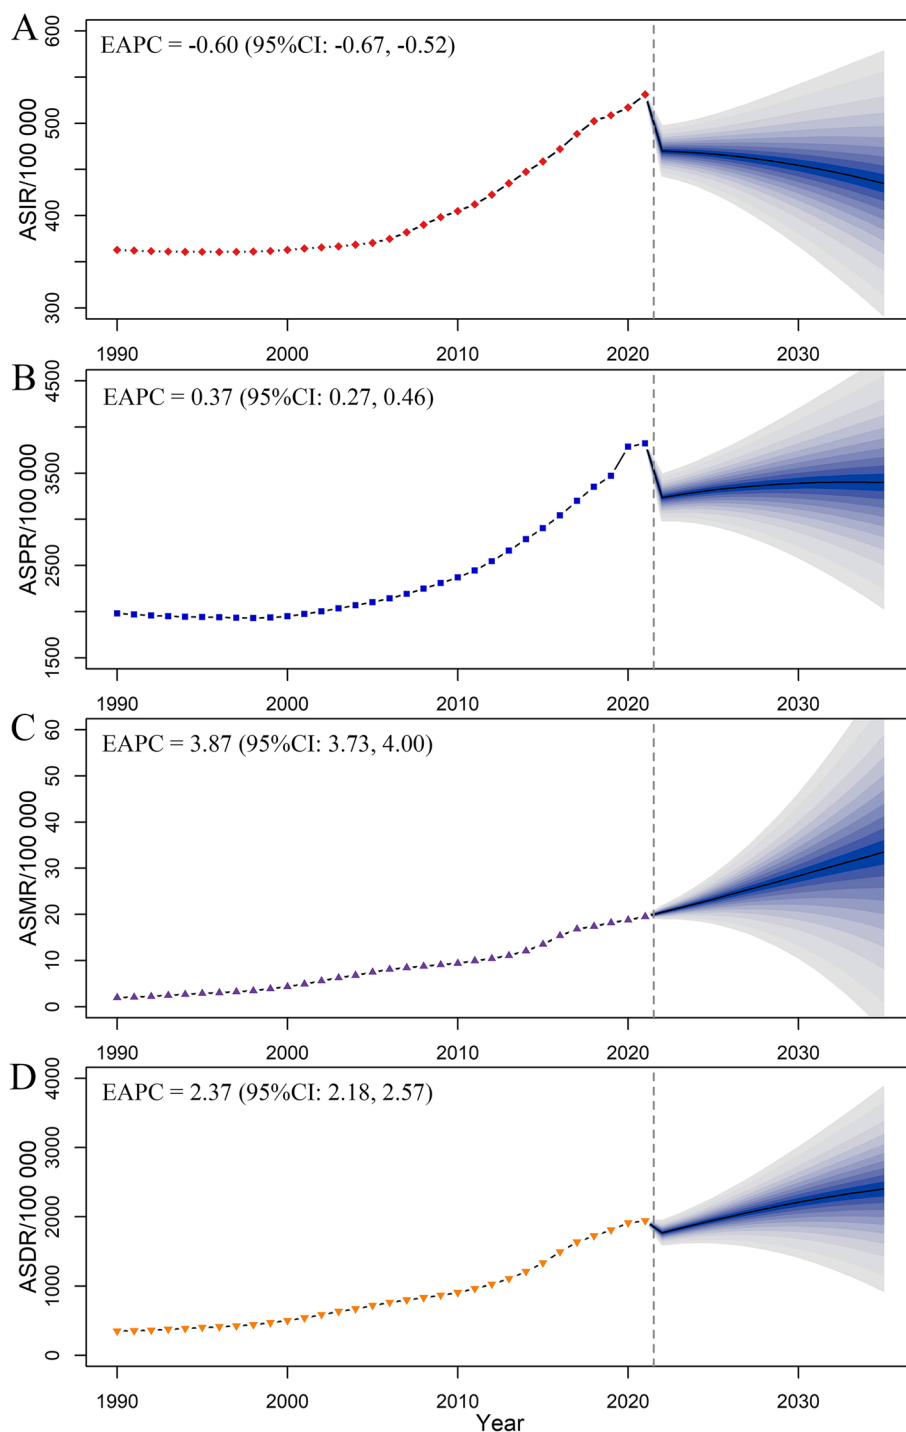 A
EAPC = -0.60 (95%CI: -0.67, -0.52)
ASIR/100 000
600
500
400
300
1990 2000 2010 2020 2030
B
EAPC = 0.37 (95%CI: 0.27, 0.46)
ASPR/100 000
4500
3500
2500
1500
1990 2000 2010 2020 2030
C
EAPC = 3.87 (95%CI: 3.73, 4.00)
ASMR/100 000
60
50
40
30
20
10
0
1990 2000 2010 2020 2030
D
EAPC = 2.37 (95%CI: 2.18, 2.57)
ASDR/100 000
4000
3000
2000
1000
0
1990 2000 2010 2020 2030
Year